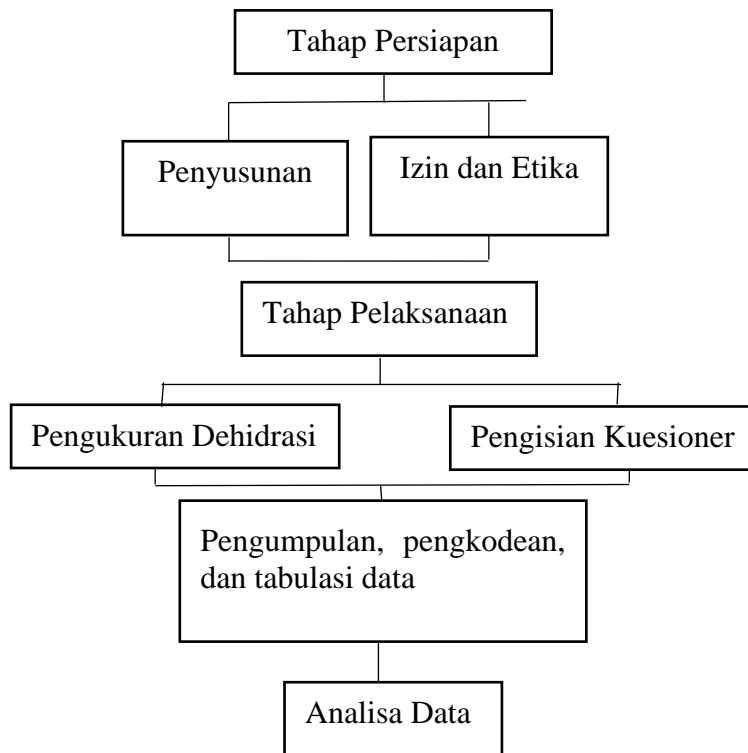 Tahap Persiapan
Penyusunan
Izin dan Etika
Tahap Pelaksanaan
Pengukuran Dehidrasi
Pengisian Kuesioner
Pengumpulan, pengkodean,
dan tabulasi data
Analisa Data